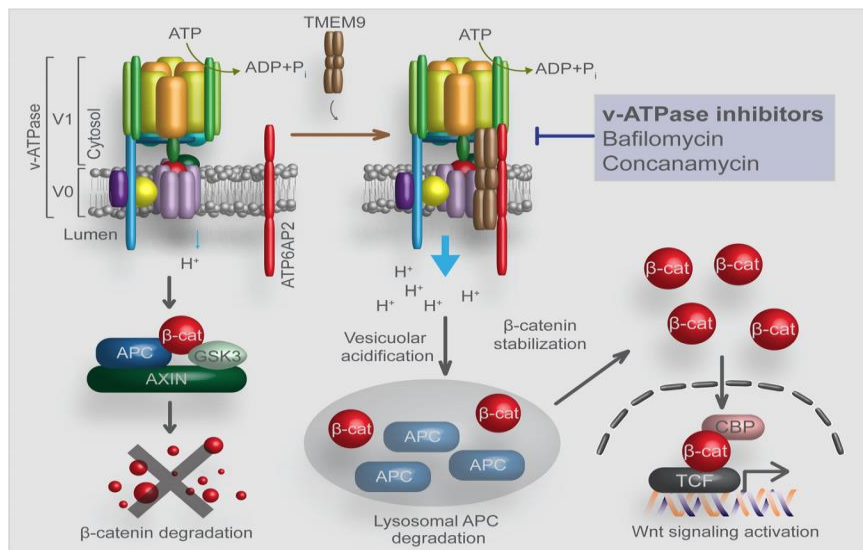 TMEM9
ATP
ADP+Pi
ATP
ADP+Pi
v-ATPase
V1
Cytosol
V0
Lumen
H+
ATP6AP2
v-ATPase inhibitors
Bafilomycin
Concanamycin
H+
H+
H+
H+
H+
Vesicuolar
acidification
β-catenin
stabilization
β-cat
β-cat
β-cat
β-cat
β-cat
APC
GSK3
AXIN
β-catenin degradation
β-cat
β-cat
APC
APC
APC
Lysosomal APC
degradation
CBP
β-cat
TCF
Wnt signaling activation